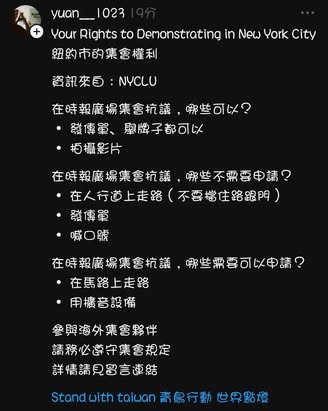 yuan__1023 19分
Your Rights to Demonstrating in New York City
紐約市的集會權利
資訊來自：NYCLU
在時報廣場集會抗議，哪些可以？
• 發傳單、舉牌子都可以
• 拍攝影片
在時報廣場集會抗議，哪些不需要申請？
• 在人行道上走路（不要擋住路跟門）
• 發傳單
• 喊口號
在時報廣場集會抗議，哪些需要可以申請？
• 在馬路上走路
• 用擴音設備
參與海外集會夥伴
請務必遵守集會規定
詳情請見留言連結
Stand with taiwan 青鳥行動 世界點燈